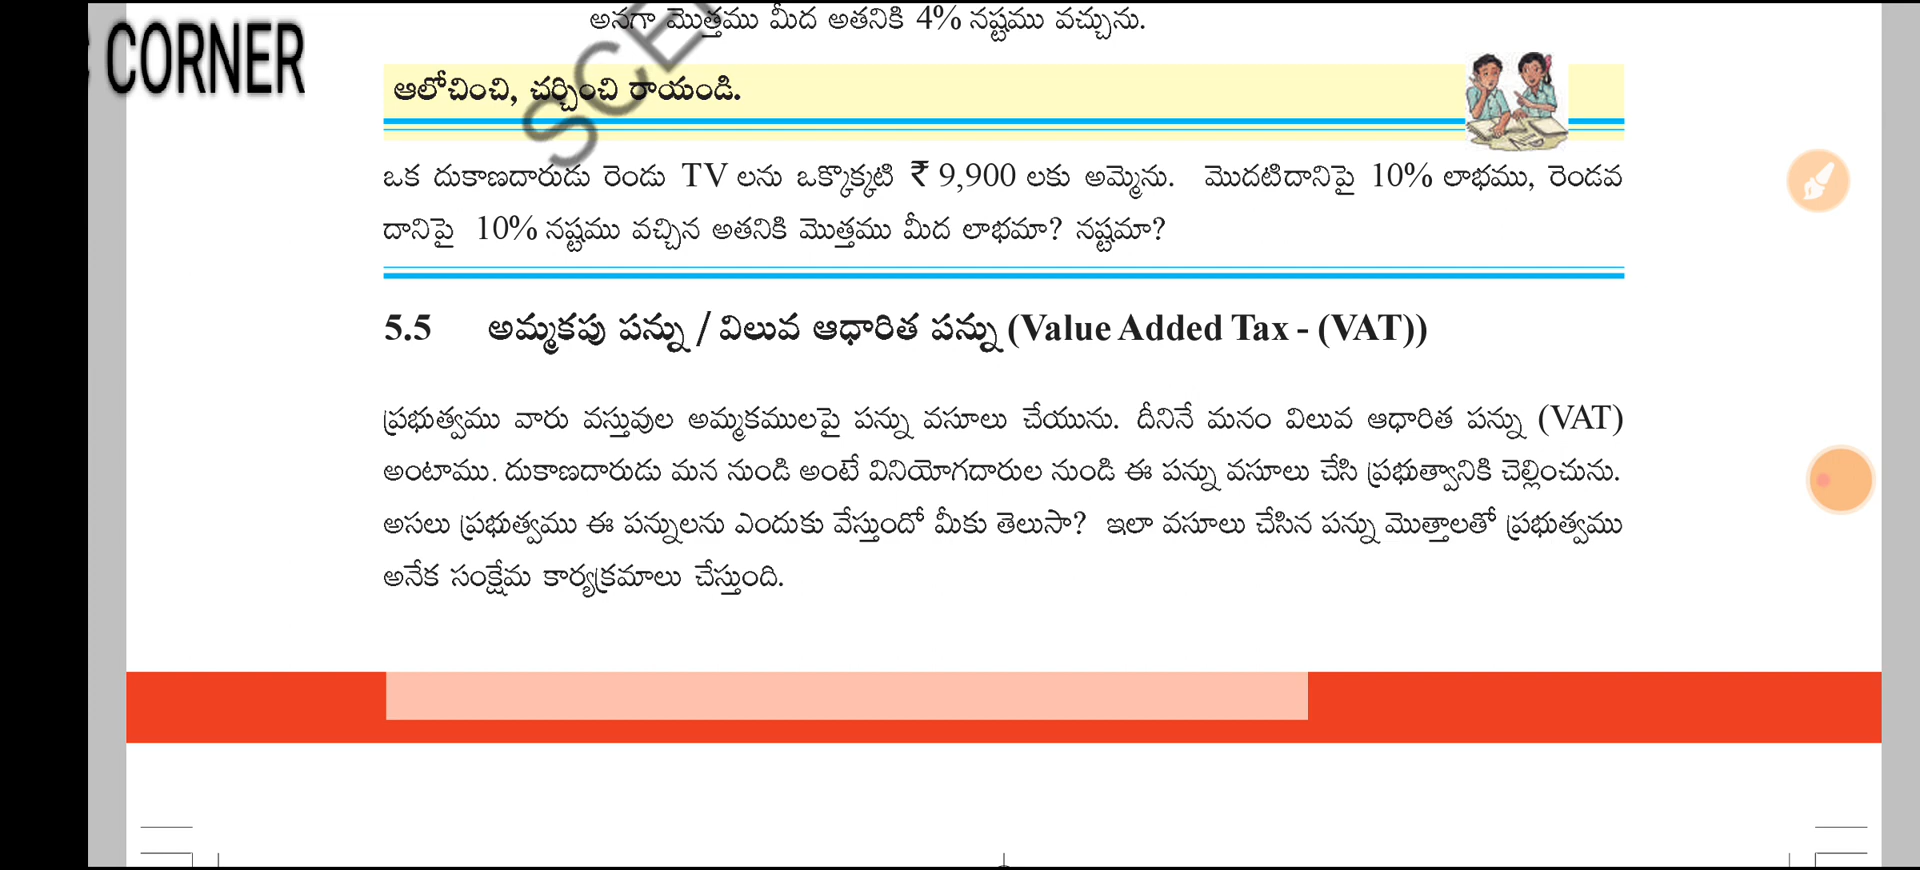 అనగా మొత్తము మీద అతనికి 4% నష్టము వచ్చును.
CORNER
ఆలోచించి, చర్చించి రాయండి.
ఒక దుకాణదారుడు రెండు TV లను ఒక్కొక్కటి ₹ 9,900 లకు అమ్మెను. మొదటిదానిపై 10% లాభము, రెండవ
దానిపై 10% నష్టము వచ్చిన అతనికి మొత్తము మీద లాభమా? నష్టమా?
5.5 అమ్మకపు పన్ను / విలువ ఆధారిత పన్ను (Value Added Tax - (VAT))
ప్రభుత్వము వారు వస్తువుల అమ్మకములపై పన్ను వసూలు చేయును. దీనినే మనం విలువ ఆధారిత పన్ను (VAT)
అంటాము. దుకాణదారుడు మన నుండి అంటే వినియోగదారుల నుండి ఈ పన్ను వసూలు చేసి ప్రభుత్వానికి చెల్లించును.
అసలు ప్రభుత్వము ఈ పన్నులను ఎందుకు వేస్తుందో మీకు తెలుసా? ఇలా వసూలు చేసిన పన్ను మొత్తాలతో ప్రభుత్వము
అనేక సంక్షేమ కార్యక్రమాలు చేస్తుంది.